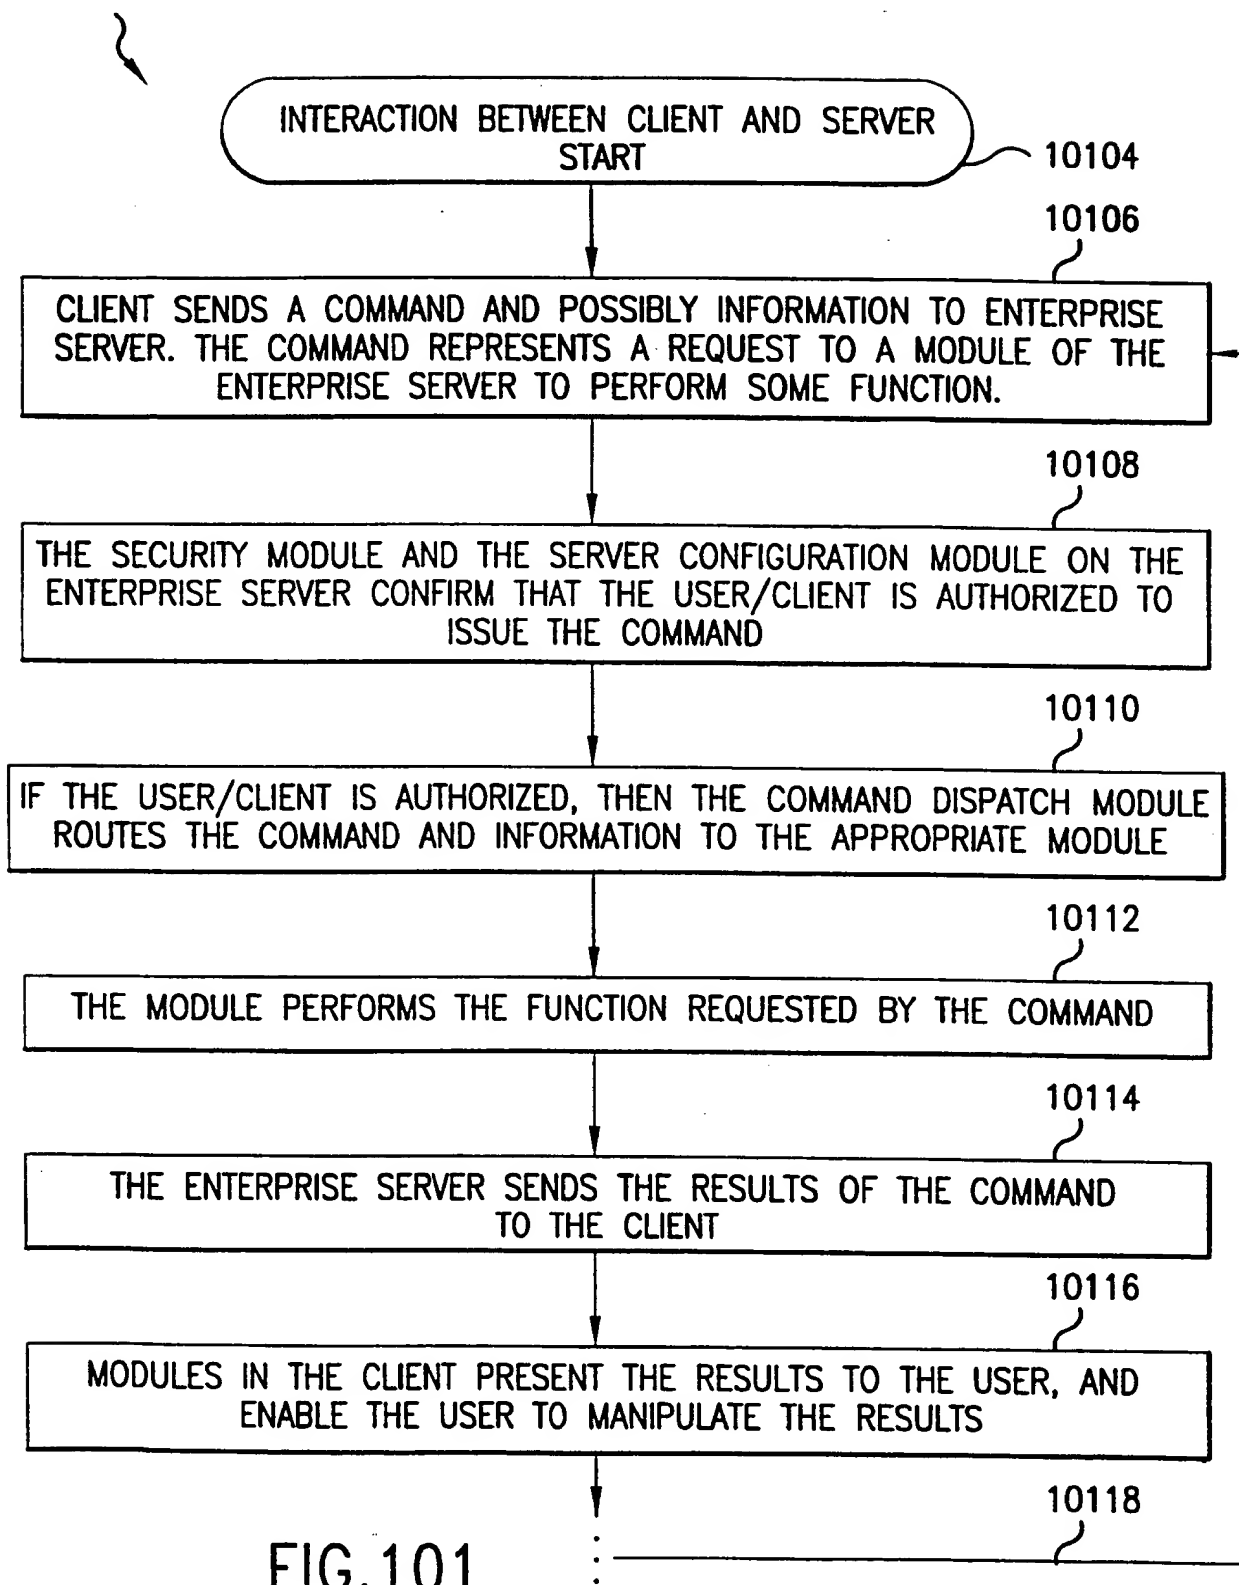 INTERACTION BETWEEN CLIENT AND SERVER
START
10104
10106
CLIENT SENDS A COMMAND AND POSSIBLY INFORMATION TO ENTERPRISE
SERVER. THE COMMAND REPRESENTS A REQUEST TO A MODULE OF THE
ENTERPRISE SERVER TO PERFORM SOME FUNCTION.
10108
THE SECURITY MODULE AND THE SERVER CONFIGURATION MODULE ON THE
ENTERPRISE SERVER CONFIRM THAT THE USER/CLIENT IS AUTHORIZED TO
ISSUE THE COMMAND
10110
IF THE USER/CLIENT IS AUTHORIZED, THEN THE COMMAND DISPATCH MODULE
ROUTES THE COMMAND AND INFORMATION TO THE APPROPRIATE MODULE
10112
THE MODULE PERFORMS THE FUNCTION REQUESTED BY THE COMMAND
10114
THE ENTERPRISE SERVER SENDS THE RESULTS OF THE COMMAND
TO THE CLIENT
10116
MODULES IN THE CLIENT PRESENT THE RESULTS TO THE USER, AND
ENABLE THE USER TO MANIPULATE THE RESULTS
10118
FIG.101